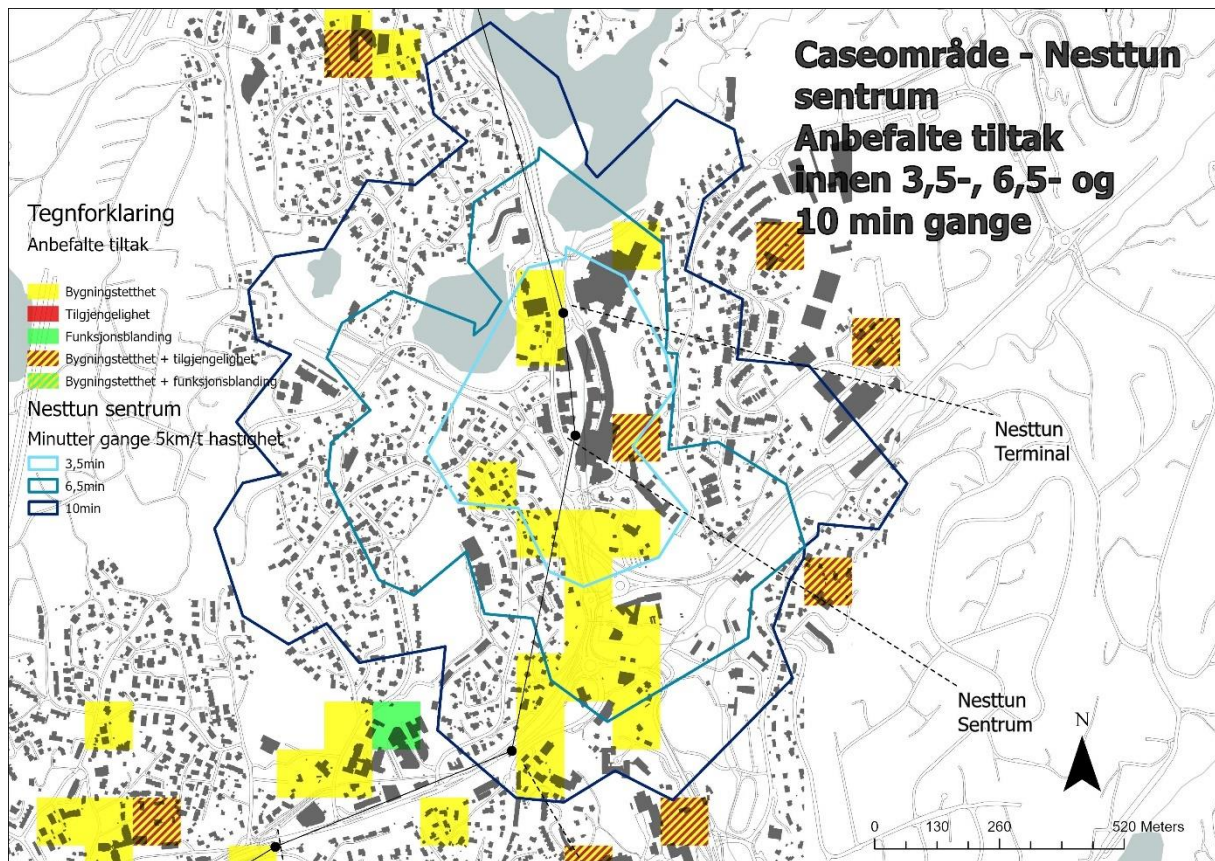 Caseområde - Nesttun
sentrum
Anbefalte tiltak
innen 3,5-, 6,5- og
10 min gange
Tegnforklaring
Anbefalte tiltak
Bygningstetthet
Tilgjengelighet
Funksjonsblanding
Bygningstetthet + tilgjengelighet
Bygningstetthet + funksjonsblanding
Nesttun sentrum
Minutter gange 5km/t hastighet
3,5min
6,5min
10min
Nesttun
Terminal
Nesttun
Sentrum
N
0 130 260 520 Meters